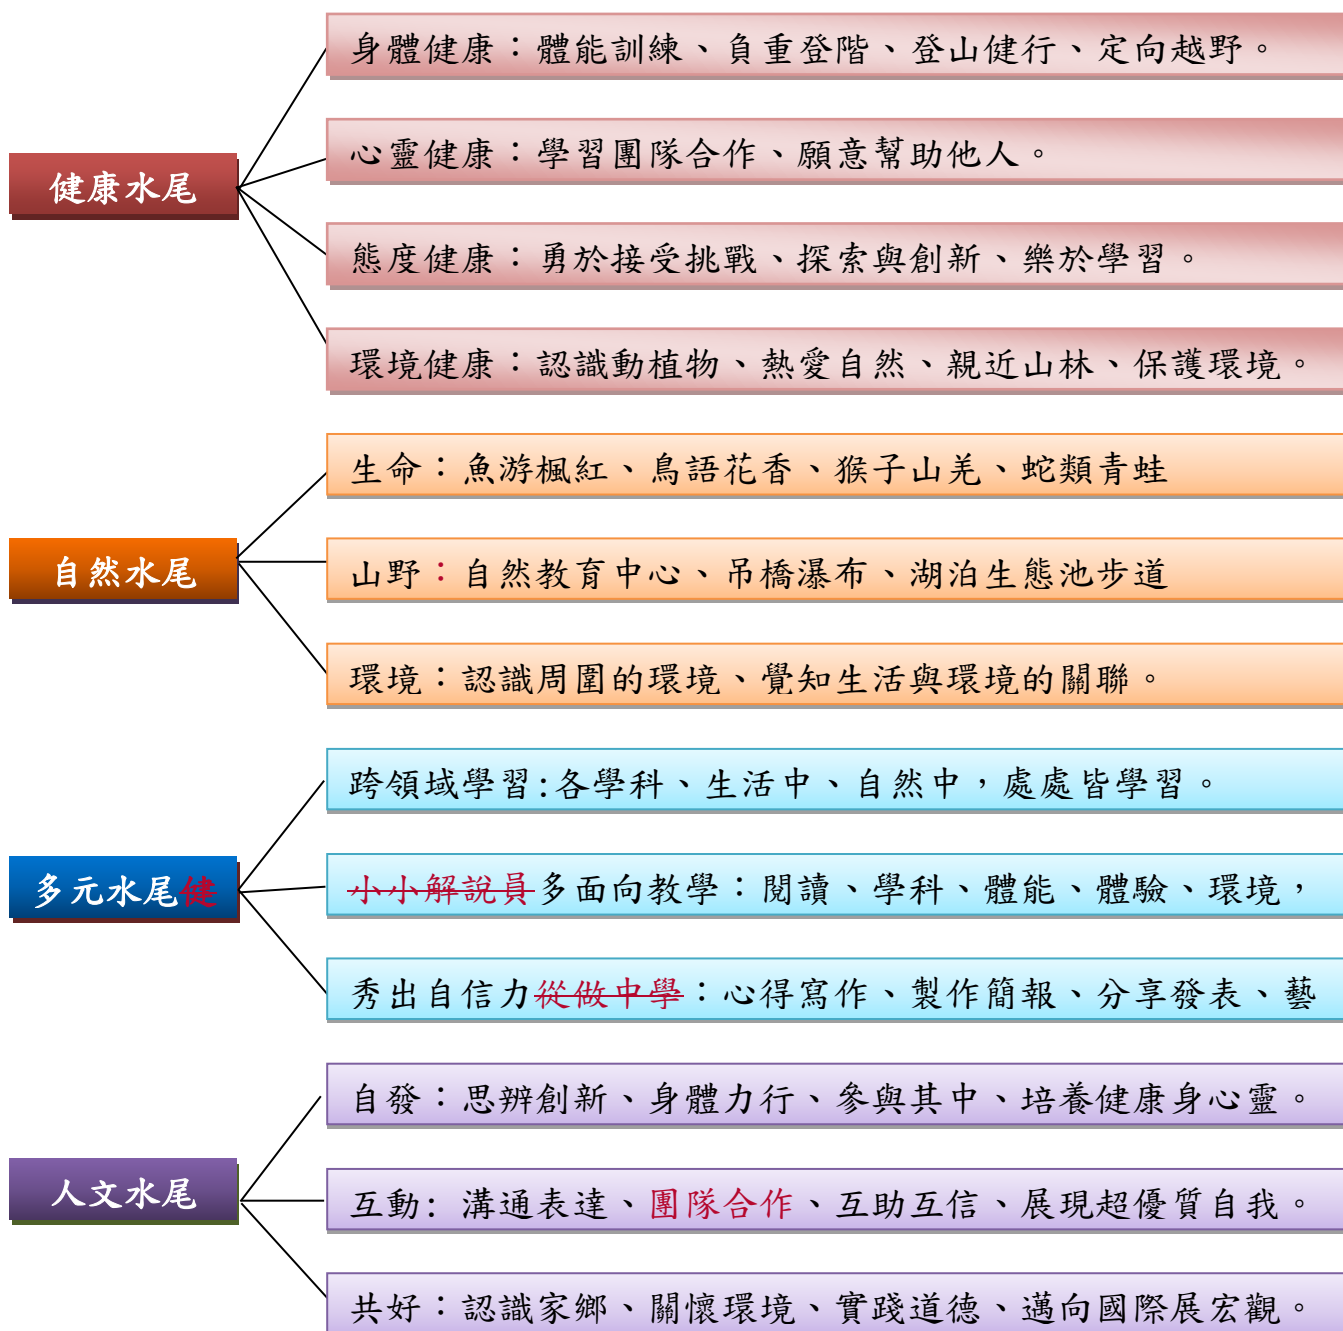 健康水尾
身體健康：體能訓練、負重登階、登山健行、定向越野。
心靈健康：學習團隊合作、願意幫助他人。
態度健康：勇於接受挑戰、探索與創新、樂於學習。
環境健康：認識動植物、熱愛自然、親近山林、保護環境。
自然水尾
生命：魚游楓紅、鳥語花香、猴子山羌、蛇類青蛙
山野：自然教育中心、吊橋瀑布、湖泊生態池步道
環境：認識周圍的環境、覺知生活與環境的關聯。
多元水尾健
跨領域學習:各學科、生活中、自然中，處處皆學習。
小小解說員多面向教學：閱讀、學科、體能、體驗、環境，
秀出自信力從做中學：心得寫作、製作簡報、分享發表、藝
人文水尾
自發：思辨創新、身體力行、參與其中、培養健康身心靈。
互動: 溝通表達、團隊合作、互助互信、展現超優質自我。
共好：認識家鄉、關懷環境、實踐道德、邁向國際展宏觀。